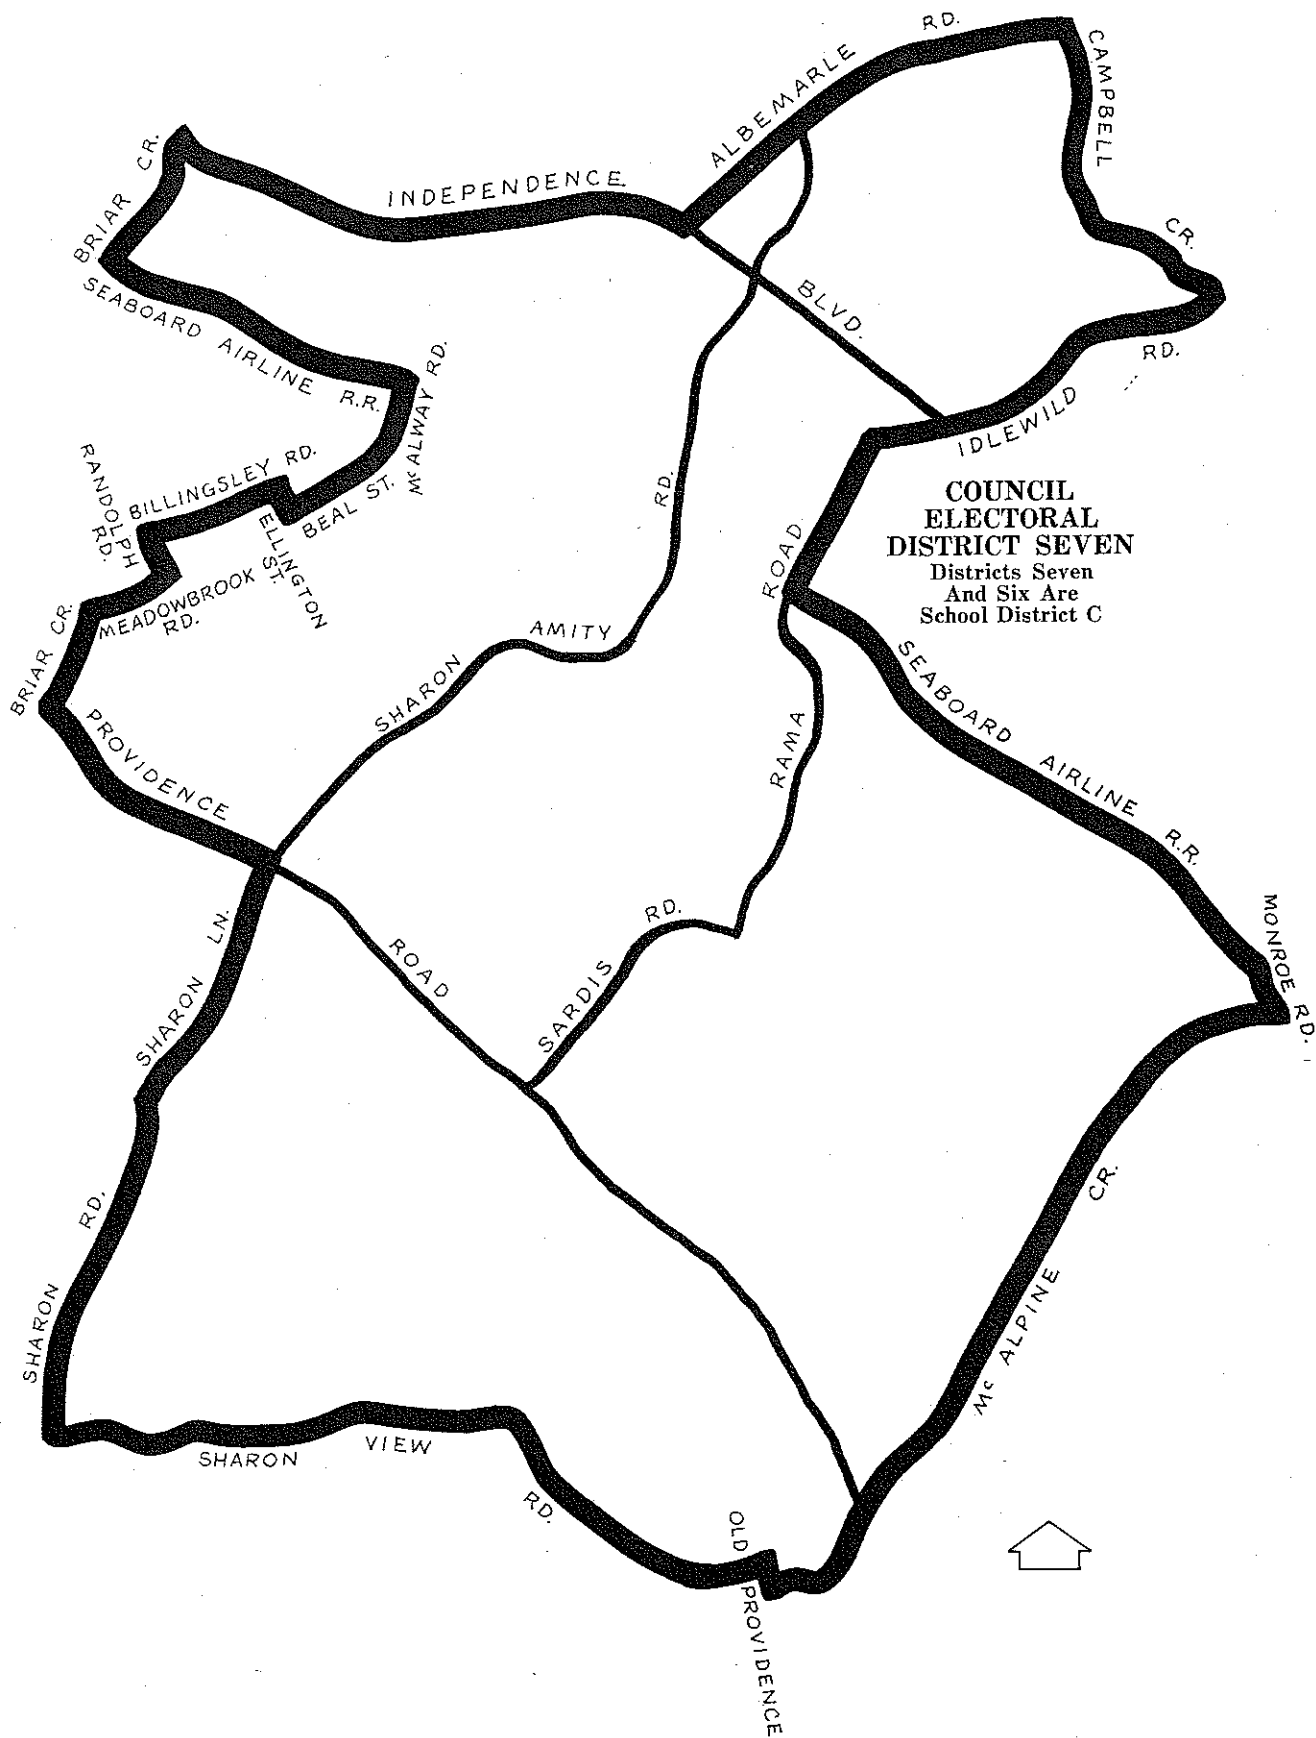 ALBEMARLE RD.
CAMPBELL CR.
BRIAR CR.
INDEPENDENCE BLVD.
SEABOARD AIRLINE R.R.
McALWAY RD.
IDLEWILD RD.
RANDOLPH RD.
BILLINGSLEY RD.
BEAL ST.
ELLINGTON ST.
MEADOWBROOK RD.
BRIAR CR.
COUNCIL
ELECTORAL
DISTRICT SEVEN
Districts Seven
And Six Are
School District C
SHARON AMITY RD.
RAMA ROAD
SEABOARD AIRLINE R.R.
PROVIDENCE ROAD
MONROE RD.
SARDIS RD.
SHARON LN.
SHARON RD.
Mc ALPINE CR.
SHARON VIEW RD.
OLD PROVIDENCE